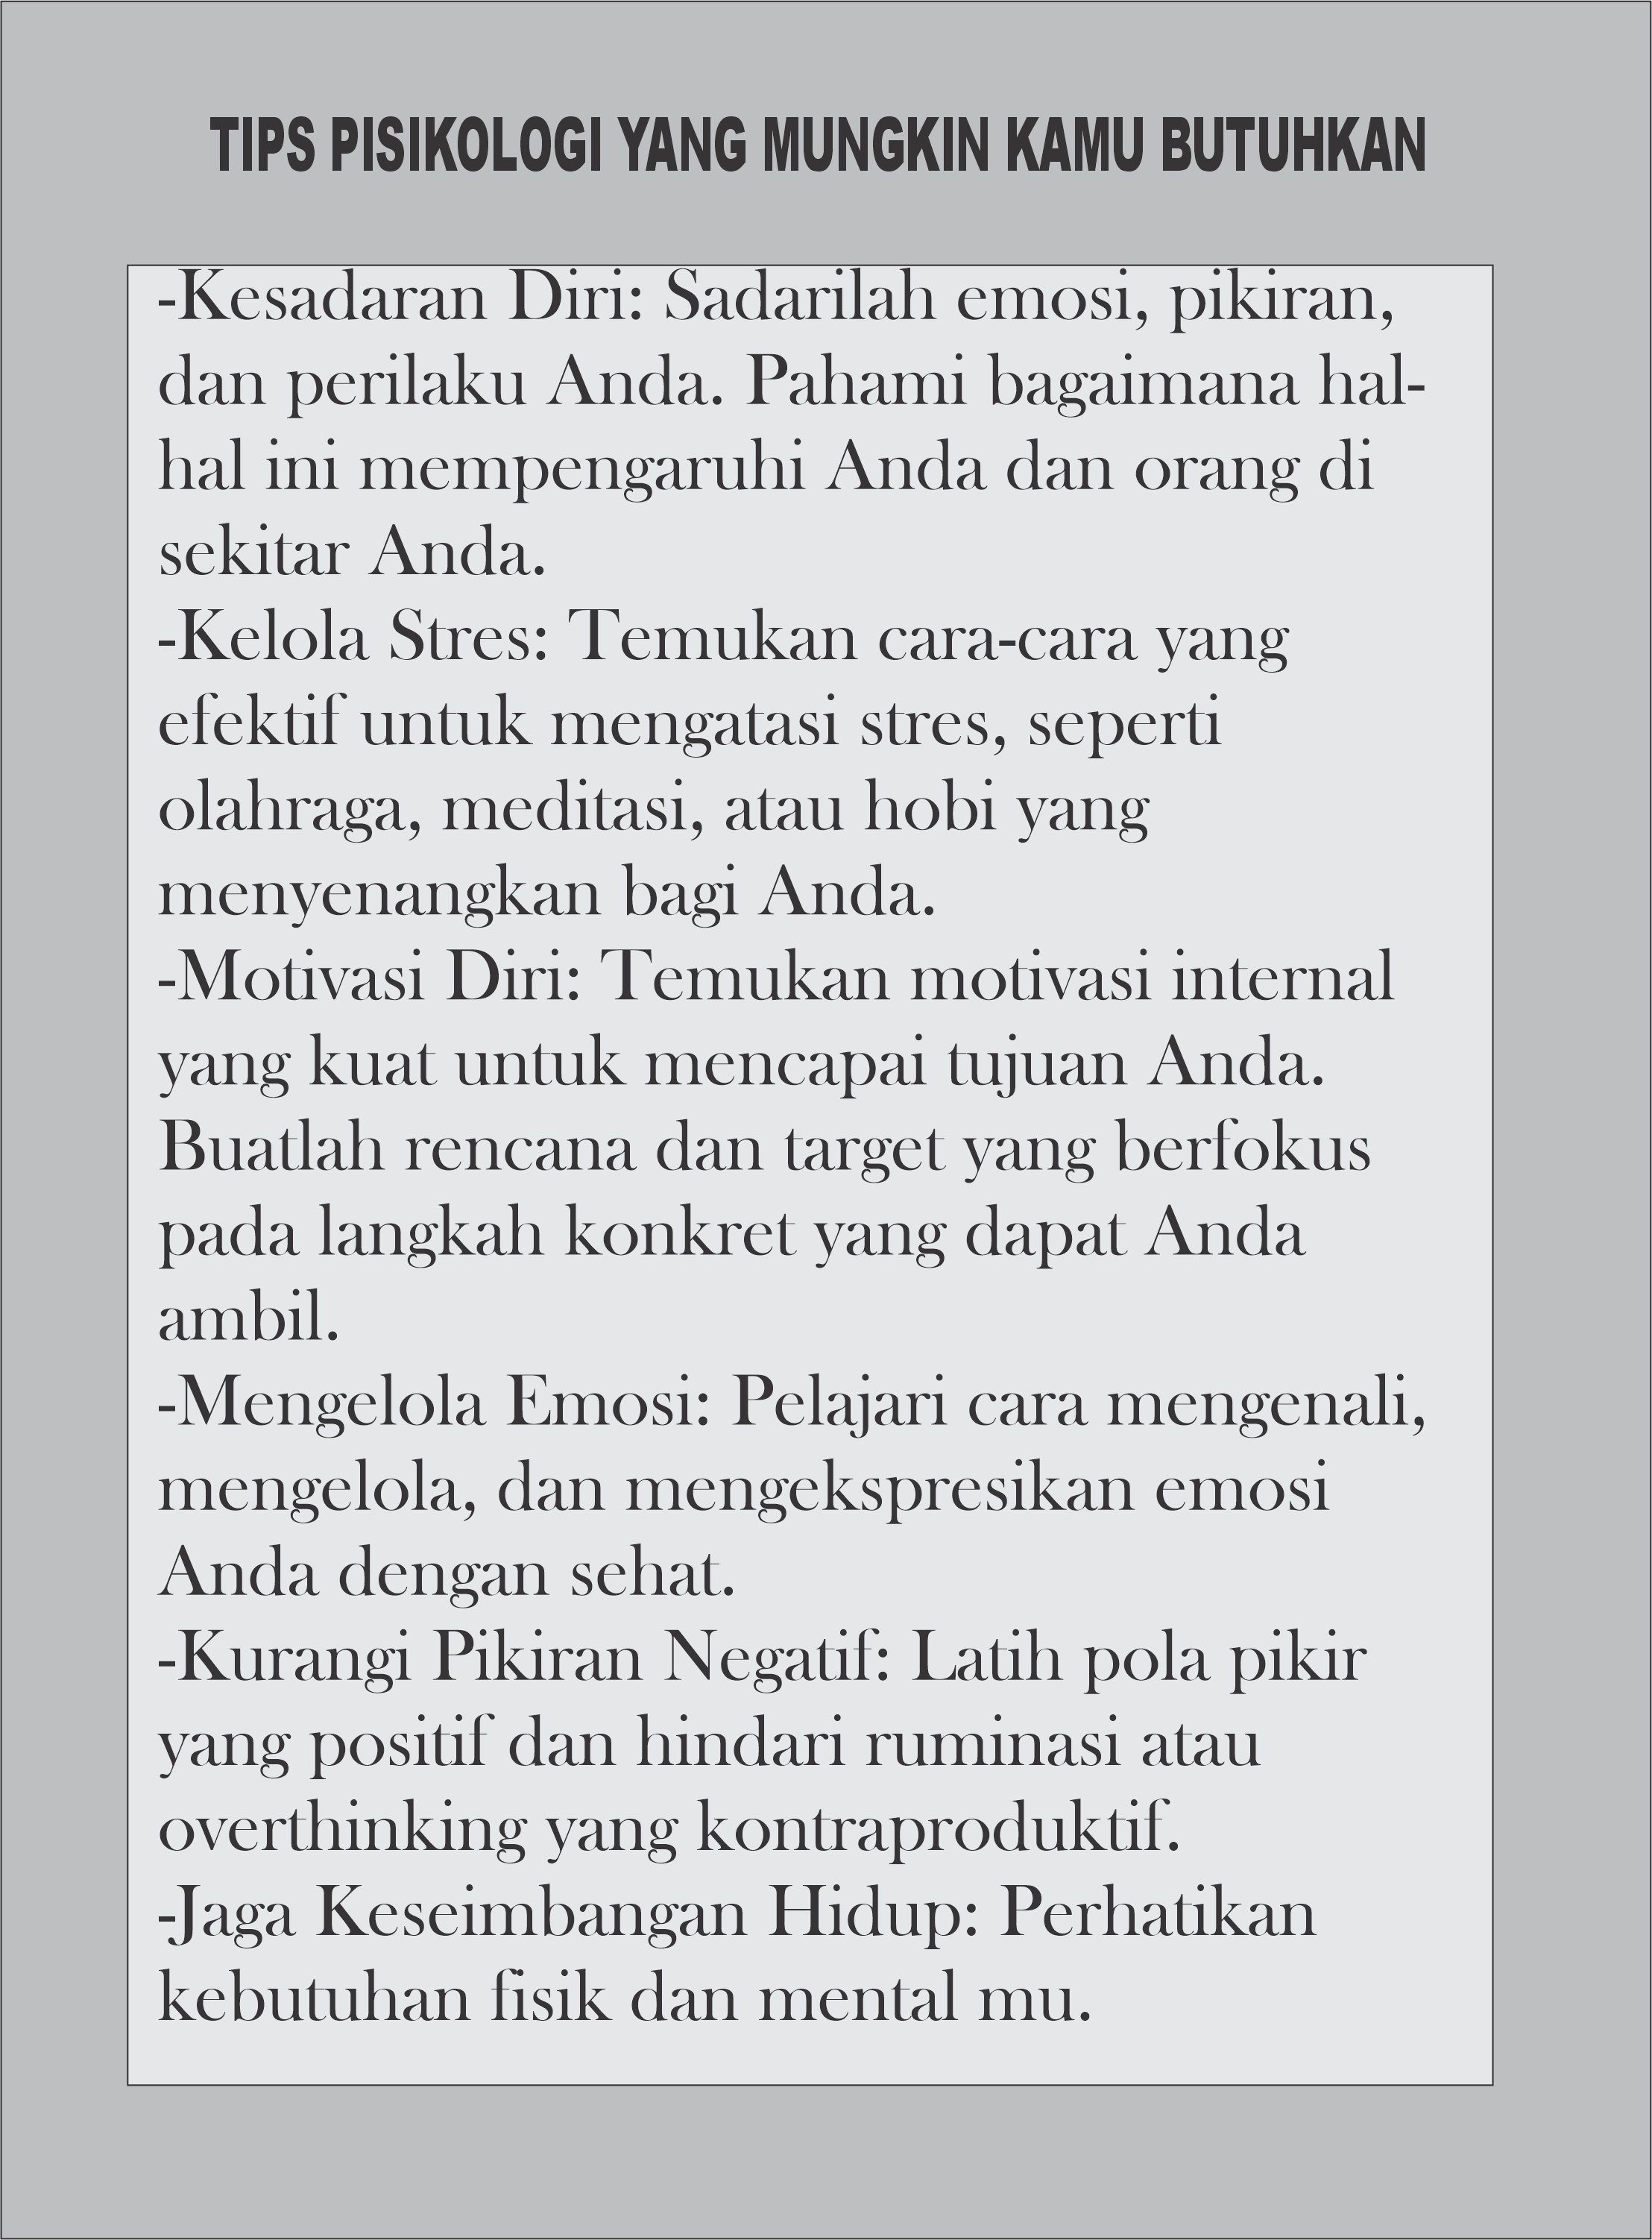 TIPS PISIKOLOGI YANG MUNGKIN KAMU BUTUHKAN
-Kesadaran Diri: Sadarilah emosi, pikiran,
dan perilaku Anda. Pahami bagaimana hal-
hal ini mempengaruhi Anda dan orang di
sekitar Anda.
-Kelola Stres: Temukan cara-cara yang
efektif untuk mengatasi stres, seperti
olahraga, meditasi, atau hobi yang
menyenangkan bagi Anda.
-Motivasi Diri: Temukan motivasi internal
yang kuat untuk mencapai tujuan Anda.
Buatlah rencana dan target yang berfokus
pada langkah konkret yang dapat Anda
ambil.
-Mengelola Emosi: Pelajari cara mengenali,
mengelola, dan mengekspresikan emosi
Anda dengan sehat.
-Kurangi Pikiran Negatif: Latih pola pikir
yang positif dan hindari ruminasi atau
overthinking yang kontraproduktif.
-Jaga Keseimbangan Hidup: Perhatikan
kebutuhan fisik dan mental mu.